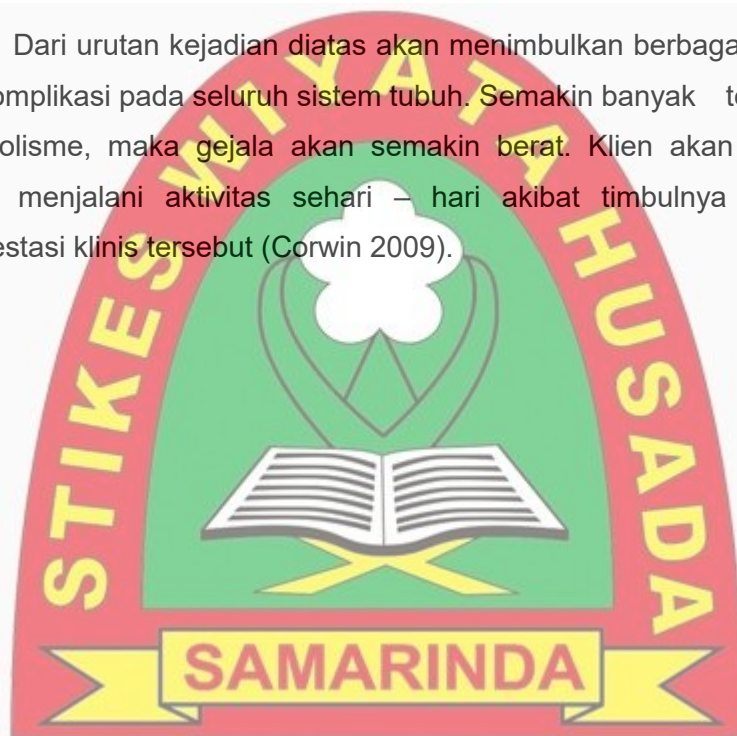 Dari urutan kejadian diatas akan menimbulkan berbaga
omplikasi pada seluruh sistem tubuh. Semakin banyak te
olisme, maka gejala akan semakin berat. Klien akan
menjalani aktivitas sehari – hari akibat timbulnya
estasi klinis tersebut (Corwin 2009).
STIKES WIYATA HUSADA
SAMARINDA